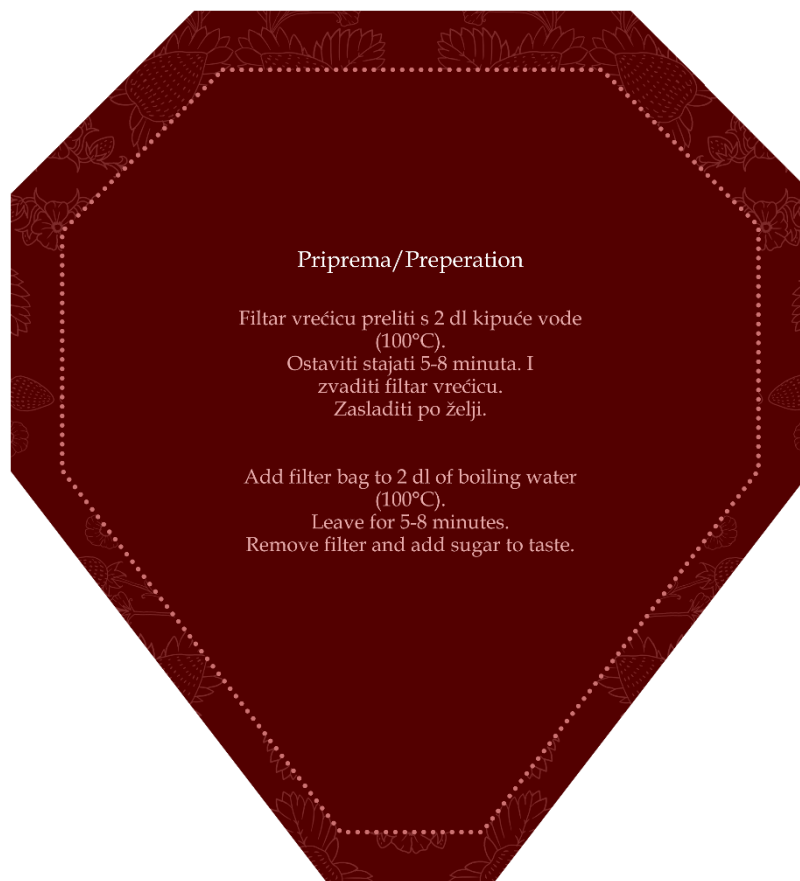 Priprema/Preperation
Filtar vrećicu preliti s 2 dl kipuće vode
(100°C).
Ostaviti stajati 5-8 minuta. I
zvaditi filtar vrećicu.
Zasladiti po želji.
Add filter bag to 2 dl of boiling water
(100°C).
Leave for 5-8 minutes.
Remove filter and add sugar to taste.